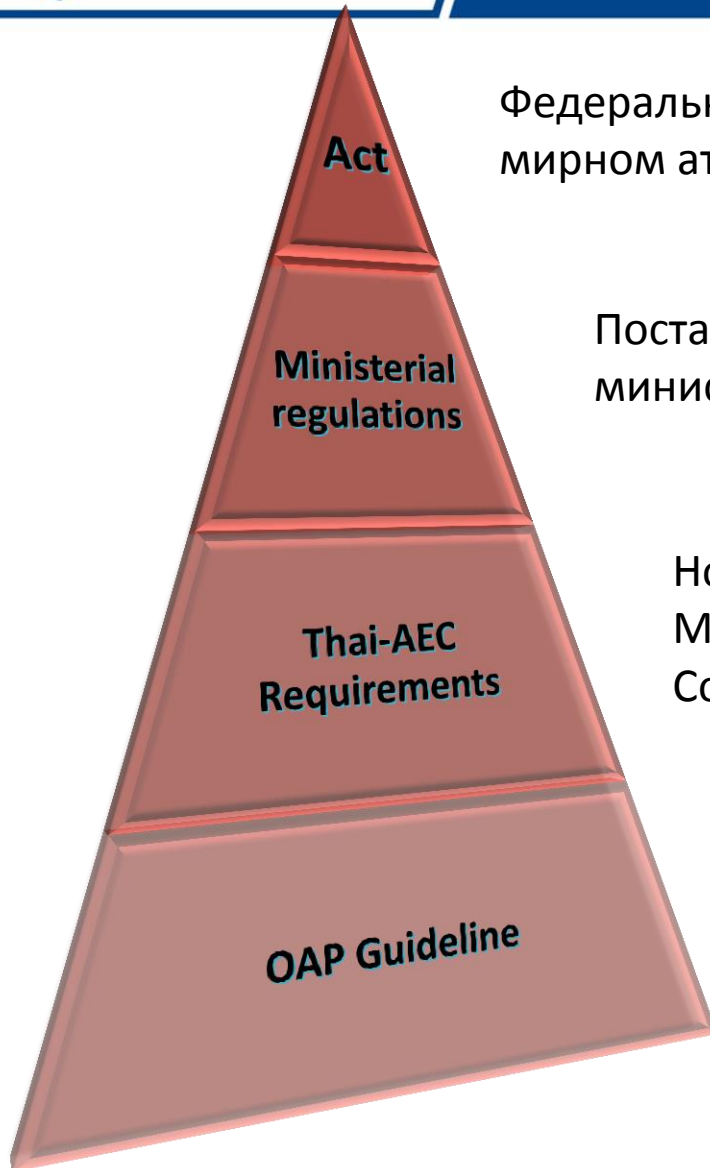 Act
Федеральн
мирном ат
Ministerial
regulations
Поста
минис
Thai-AEC
Requirements
Но
М
Со
OAP Guideline